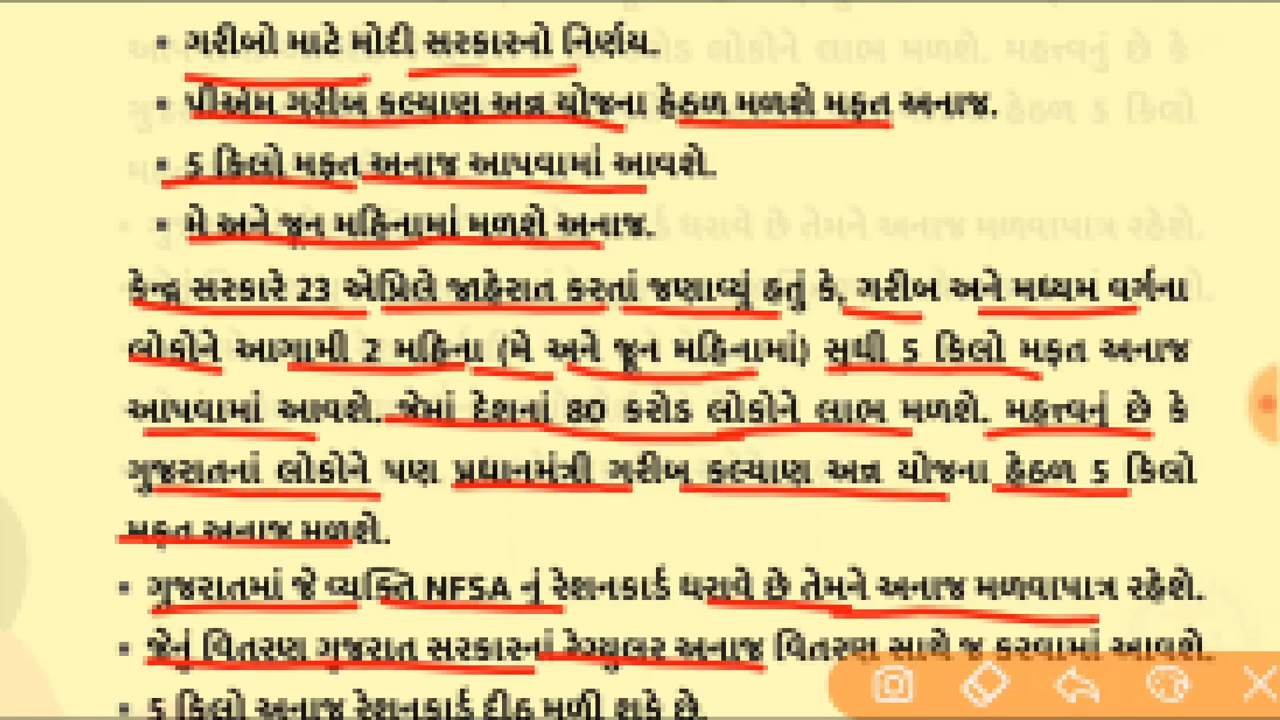 • ગરીબો માટે મોદી સરકારનો નિર્ણય.
• પીએમ ગરીબ કલ્યાણ અન્ન યોજના હેઠળ મળશે મફત અનાજ.
• 5 કિલો મફત અનાજ આપવામાં આવશે.
• મે અને જૂન મહિનામાં મળશે અનાજ.
કેન્દ્ર સરકારે 23 એપ્રિલે જાહેરાત કરતાં જણાવ્યું હતું કે, ગરીબ અને મધ્યમ વર્ગના
લોકોને આગામી 2 મહિના (મે અને જૂન મહિનામાં) સુધી 5 કિલો મફત અનાજ
આપવામાં આવશે. જેમાં દેશનાં 80 કરોડ લોકોને લાભ મળશે. મહત્ત્વનું છે કે
ગુજરાતનાં લોકોને પણ પ્રધાનમંત્રી ગરીબ કલ્યાણ અન્ન યોજના હેઠળ 5 કિલો
મફત અનાજ મળશે.
• ગુજરાતમાં જે વ્યક્તિ NFSA નું રેશનકાર્ડ ધરાવે છે તેમને અનાજ મળવાપાત્ર રહેશે.
• જેનું વિતરણ ગુજરાત સરકારનાં રેગ્યુલર અનાજ વિતરણ સાથે જ કરવામાં આવશે.
• 5 કિલો અનાજ રેશનકાર્ડ દીઠ મળી શકે છે.